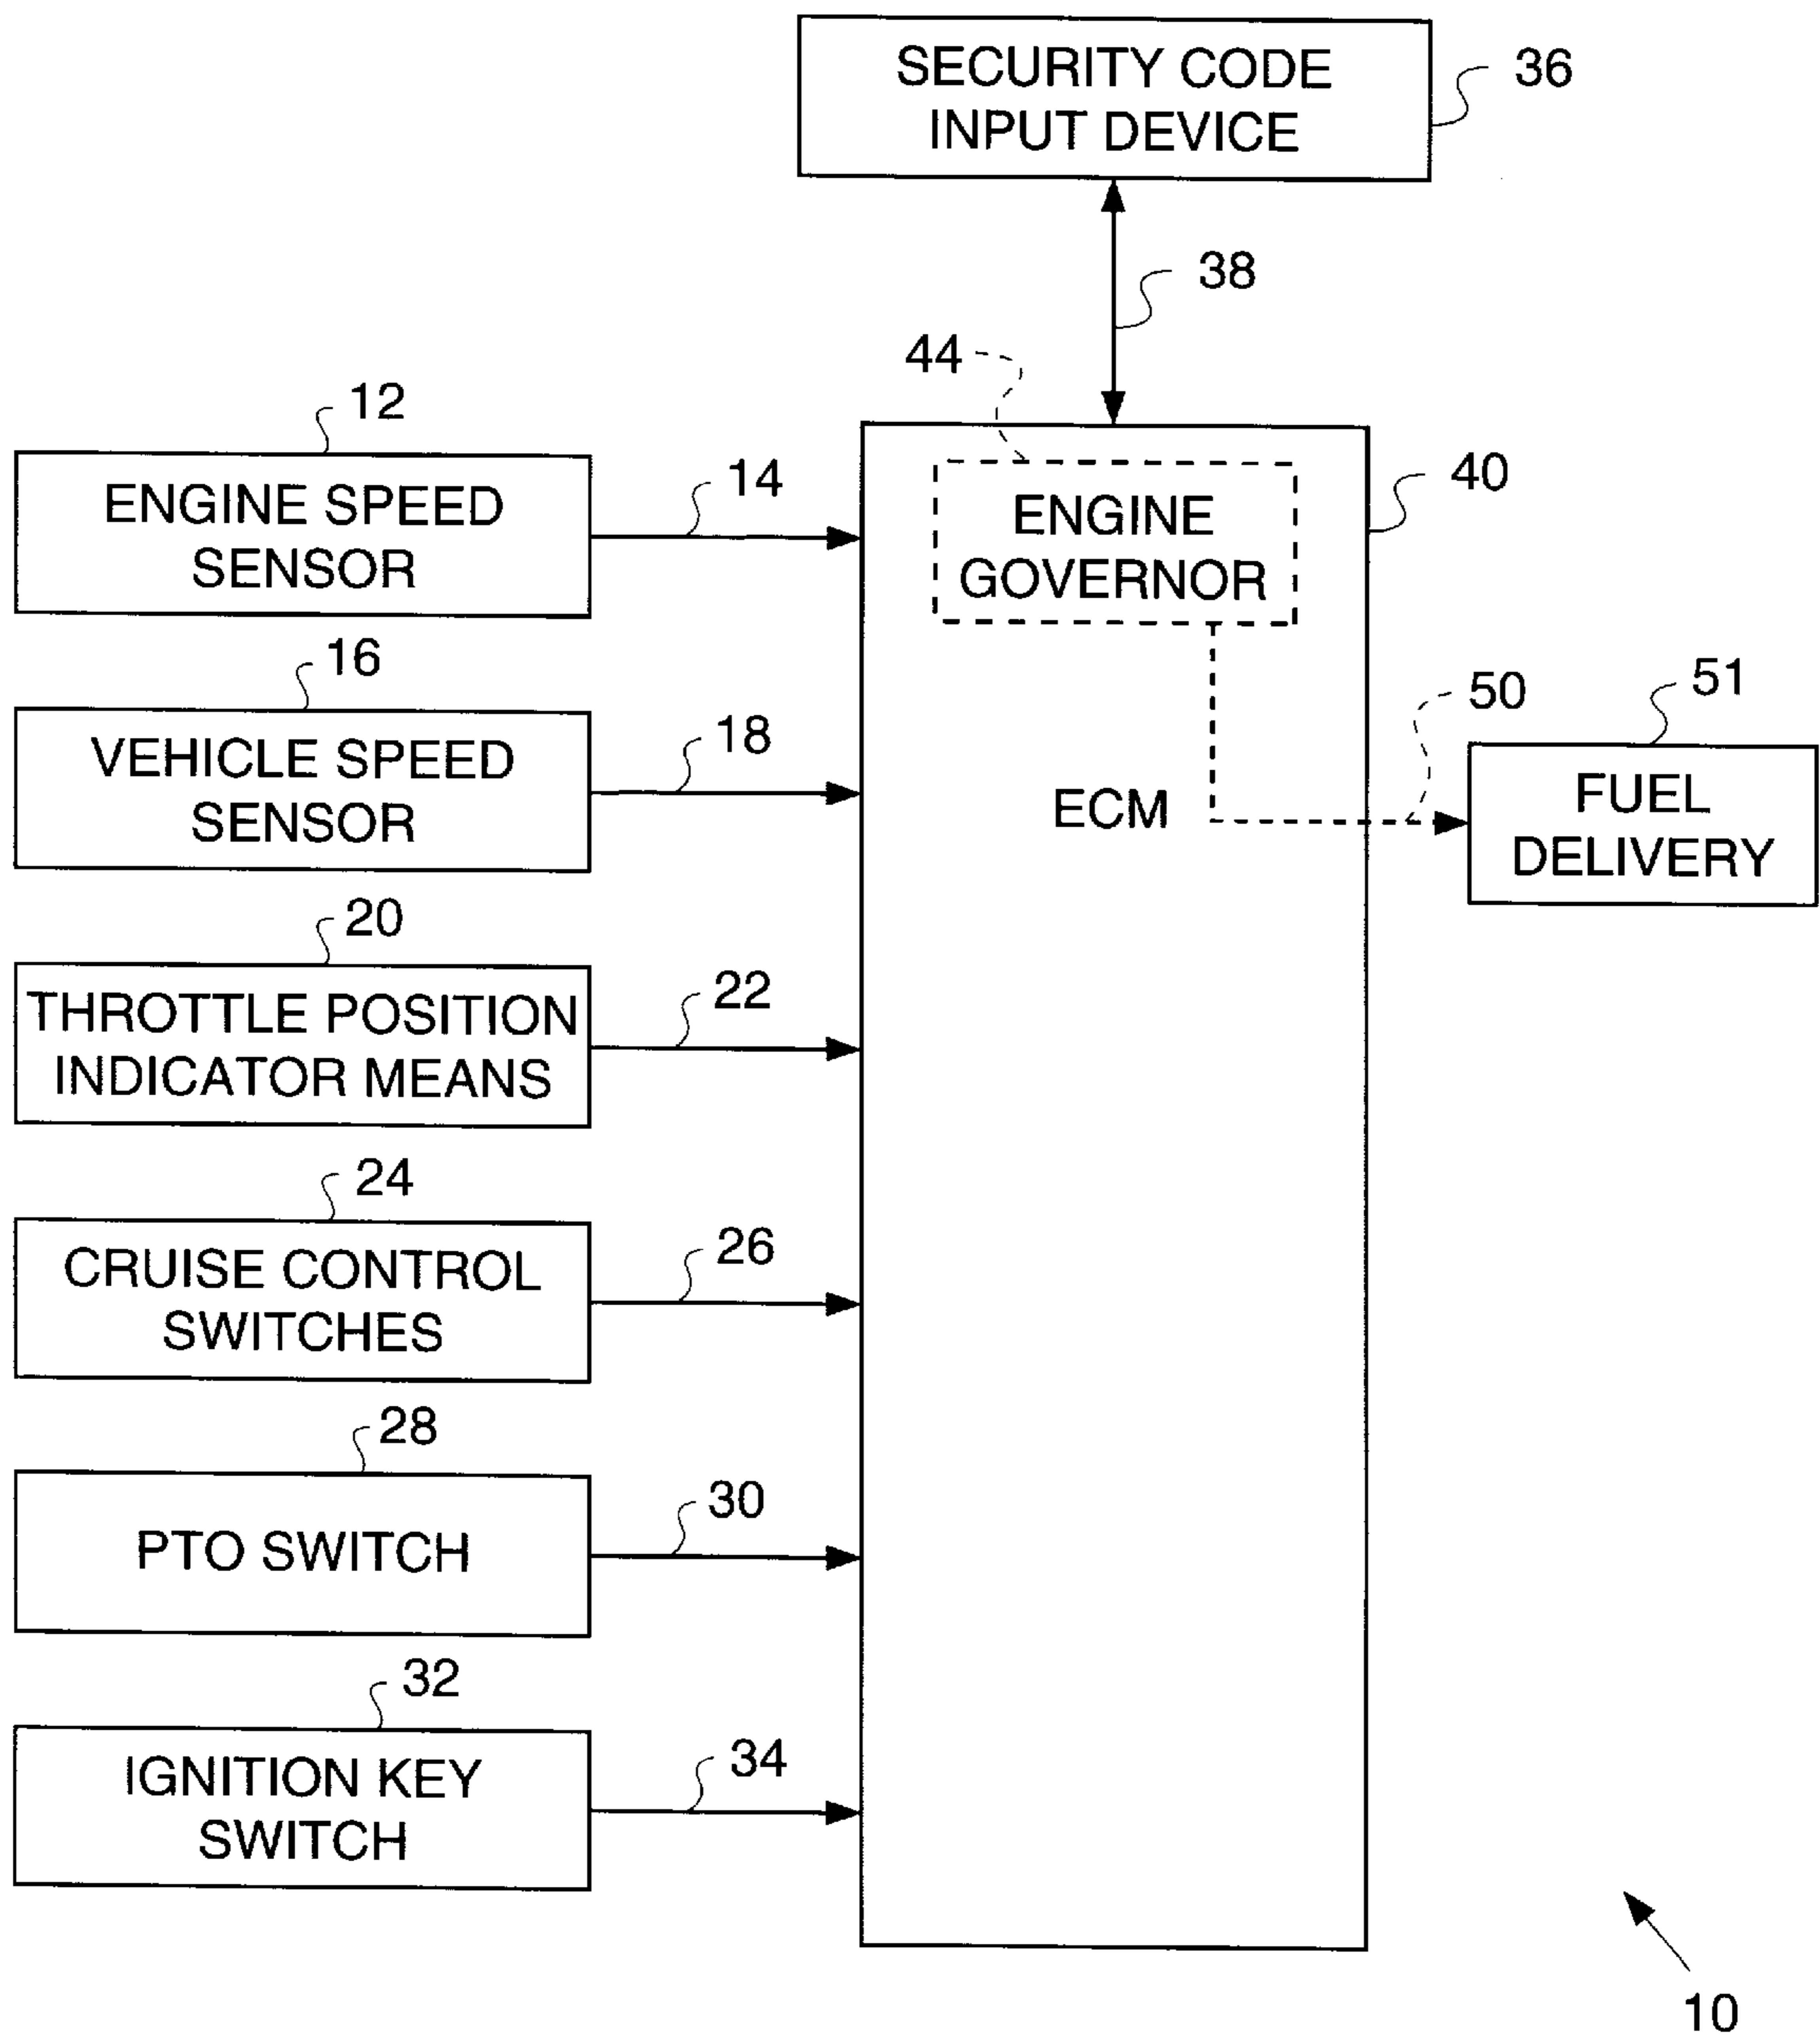 SECURITY CODE
INPUT DEVICE
36
38
44
12
ENGINE SPEED
SENSOR
14
ENGINE
GOVERNOR
40
16
VEHICLE SPEED
SENSOR
18
ECM
50
51
FUEL
DELIVERY
20
THROTTLE POSITION
INDICATOR MEANS
22
24
CRUISE CONTROL
SWITCHES
26
28
PTO SWITCH
30
32
IGNITION KEY
SWITCH
34
10